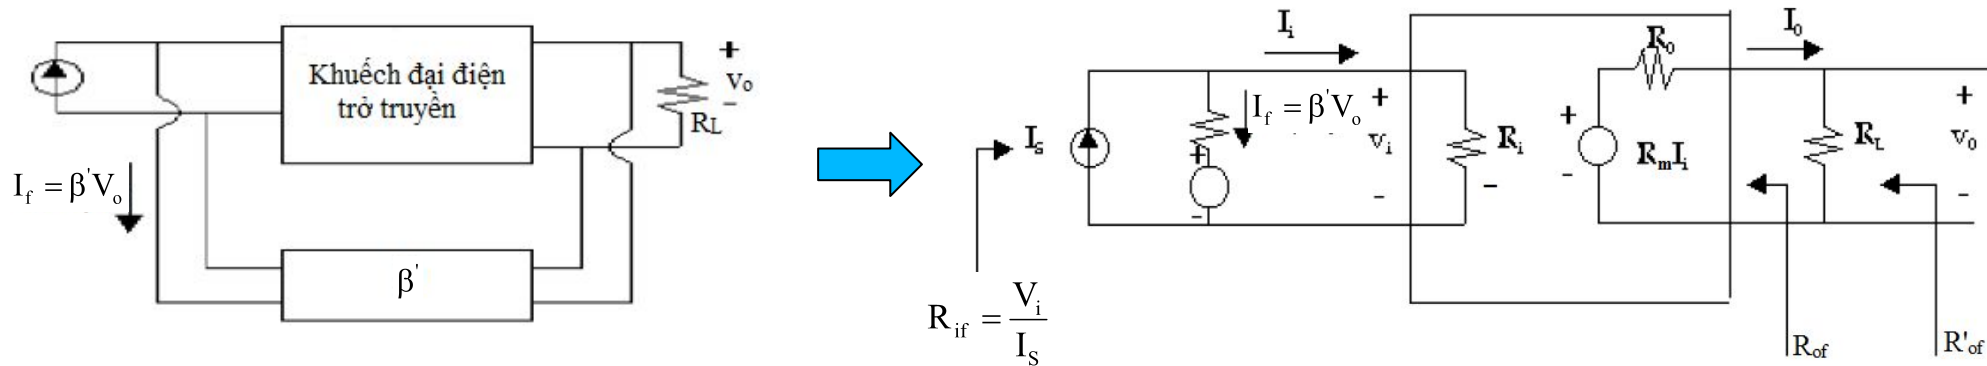 Khuếch đại điện
trở truyền
+
vo
-
RL
If = β'Vo
β'
Ii
Is
If = β'Vo
+
-
+
vi
-
Ri
-
Rif = Vi / IS
Ro
Io
+
-
RmIi
RL
+
vo
-
Rof
R'of